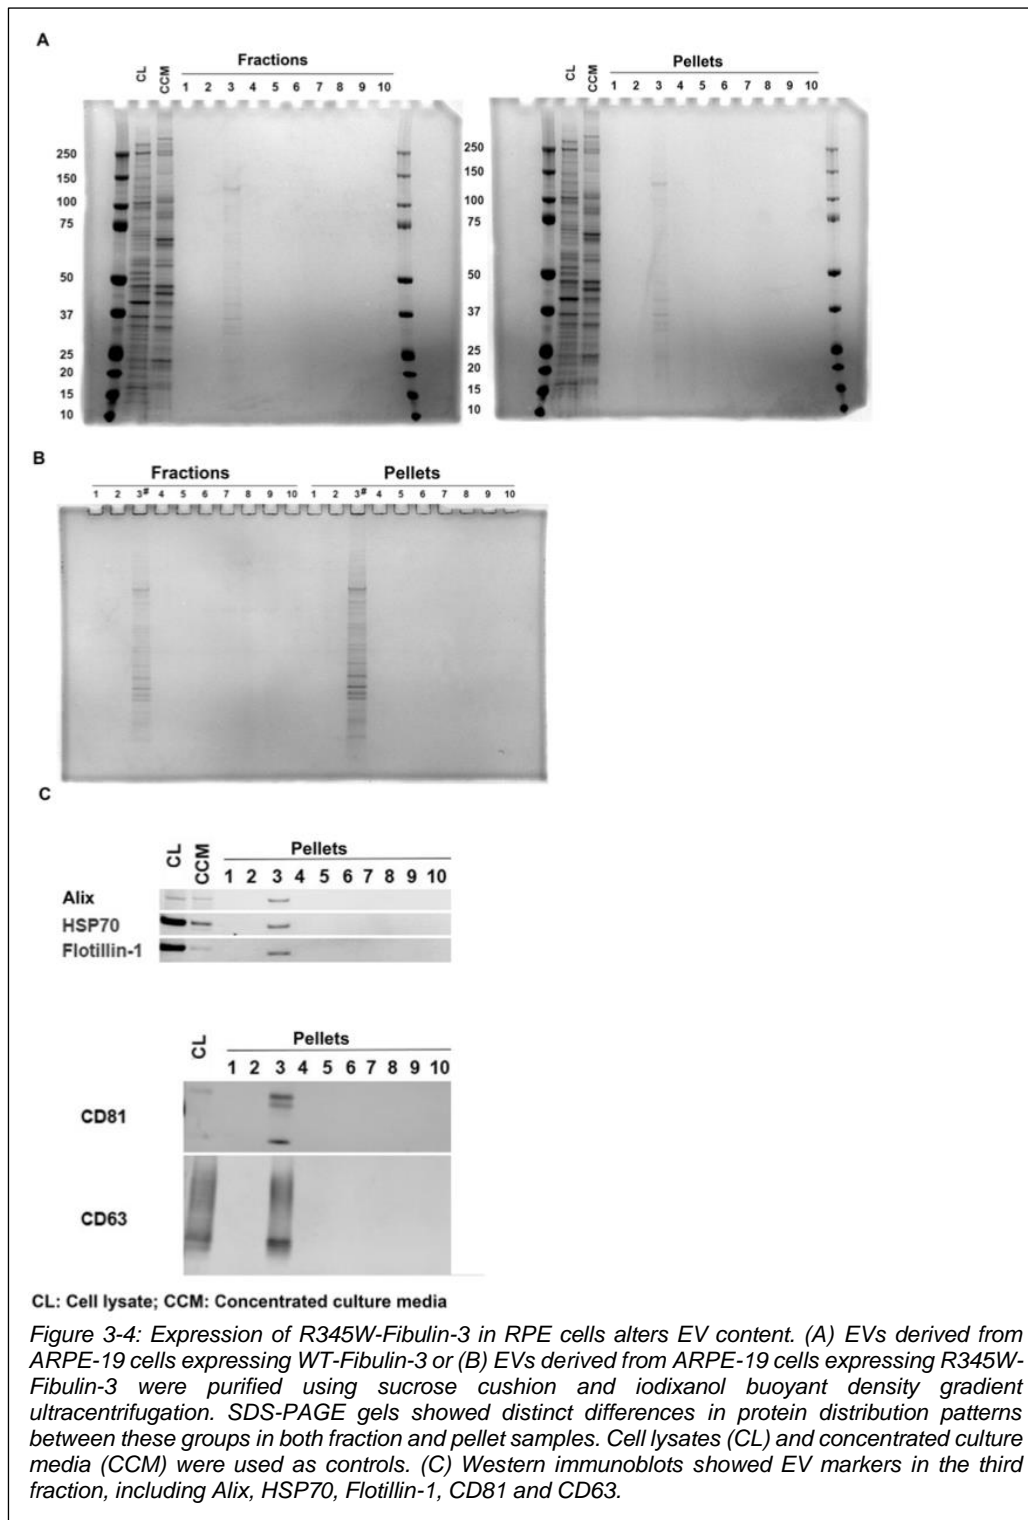 A
Fractions
CL CCM 1 2 3 4 5 6 7 8 9 10
250
150
100
75
50
37
25
20
15
10
Pellets
CL CCM 1 2 3 4 5 6 7 8 9 10
250
150
100
75
50
37
25
20
15
10
B
Fractions Pellets
1 2 3# 4 5 6 7 8 9 10 1 2 3# 4 5 6 7 8 9 10
C
Pellets
CL CCM 1 2 3 4 5 6 7 8 9 10
Alix
HSP70
Flotillin-1
Pellets
CL 1 2 3 4 5 6 7 8 9 10
CD81
CD63
CL: Cell lysate; CCM: Concentrated culture media
Figure 3-4: Expression of R345W-Fibulin-3 in RPE cells alters EV content. (A) EVs derived from
ARPE-19 cells expressing WT-Fibulin-3 or (B) EVs derived from ARPE-19 cells expressing R345W-
Fibulin-3 were purified using sucrose cushion and iodixanol buoyant density gradient
ultracentrifugation. SDS-PAGE gels showed distinct differences in protein distribution patterns
between these groups in both fraction and pellet samples. Cell lysates (CL) and concentrated culture
media (CCM) were used as controls. (C) Western immunoblots showed EV markers in the third
fraction, including Alix, HSP70, Flotillin-1, CD81 and CD63.